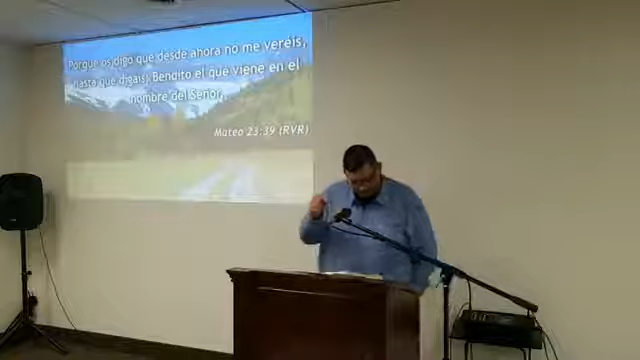 Porque os digo que desde ahora no me veréis,
hasta que digáis: Bendito el que viene en el
nombre del Señor.
Mateo 23:39 (RVR)